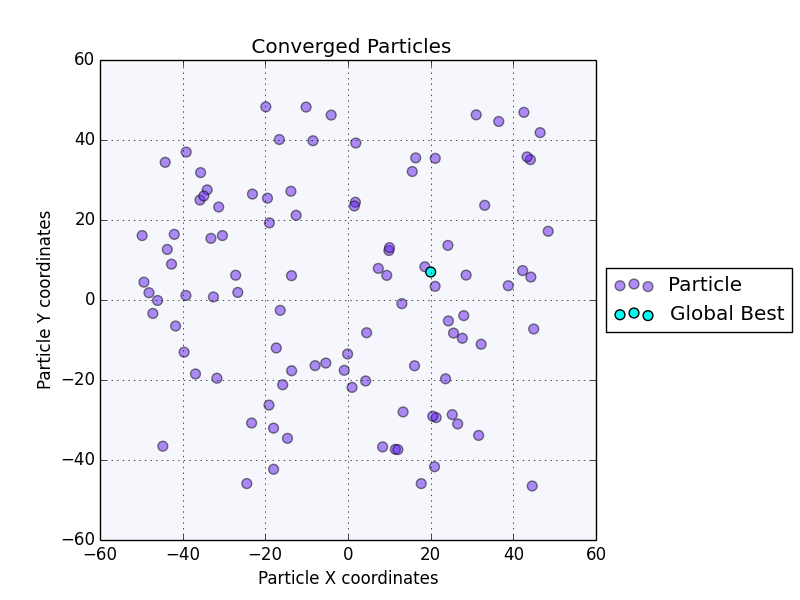 Converged Particles
60
40
20
0
−20
−40
−60
Particle Y coordinates
−60 −40 −20 0 20 40 60
Particle X coordinates
Particle
Global Best